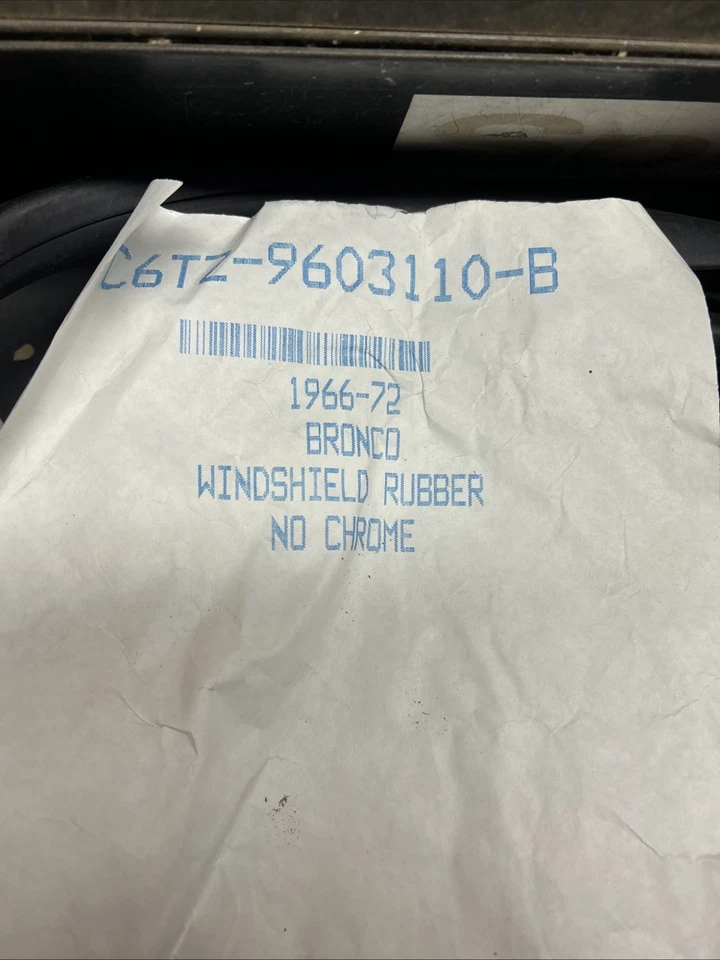 C6TZ-9603110-B
1966-72
BRONCO
WINDSHIELD RUBBER
NO CHROME